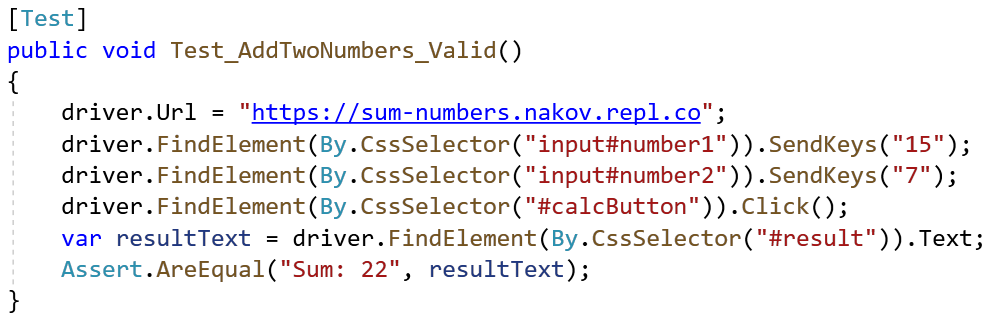 [Test]
public void Test_AddTwoNumbers_Valid()
{
    driver.Url = "https://sum-numbers.nakov.repl.co";
    driver.FindElement(By.CssSelector("input#number1")).SendKeys("15");
    driver.FindElement(By.CssSelector("input#number2")).SendKeys("7");
    driver.FindElement(By.CssSelector("#calcButton")).Click();
    var resultText = driver.FindElement(By.CssSelector("#result")).Text;
    Assert.AreEqual("Sum: 22", resultText);
}